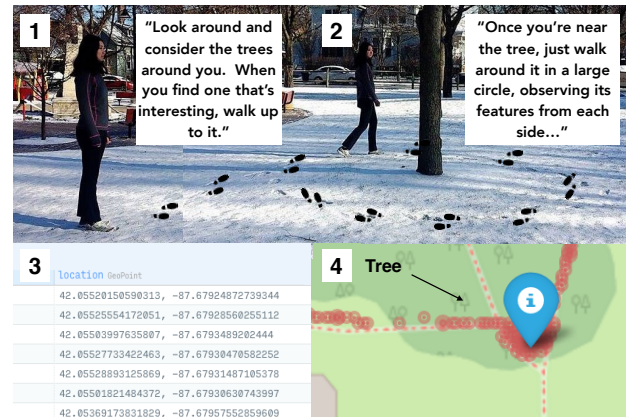 1
“Look around and
consider the trees
around you. When
you find one that’s
interesting, walk up
to it.”
2
“Once you’re near
the tree, just walk
around it in a large
circle, observing its
features from each
side…”
3
location GeoPoint
42.05520150590313, -87.67924872739344
42.05525554172051, -87.67928560255112
42.05503997635807, -87.6793489202444
42.05527733422463, -87.67930470582252
42.05528893125869, -87.67931487105378
42.05501821484372, -87.67930630743997
42.05369173831829, -87.67957552859609
4
Tree
i